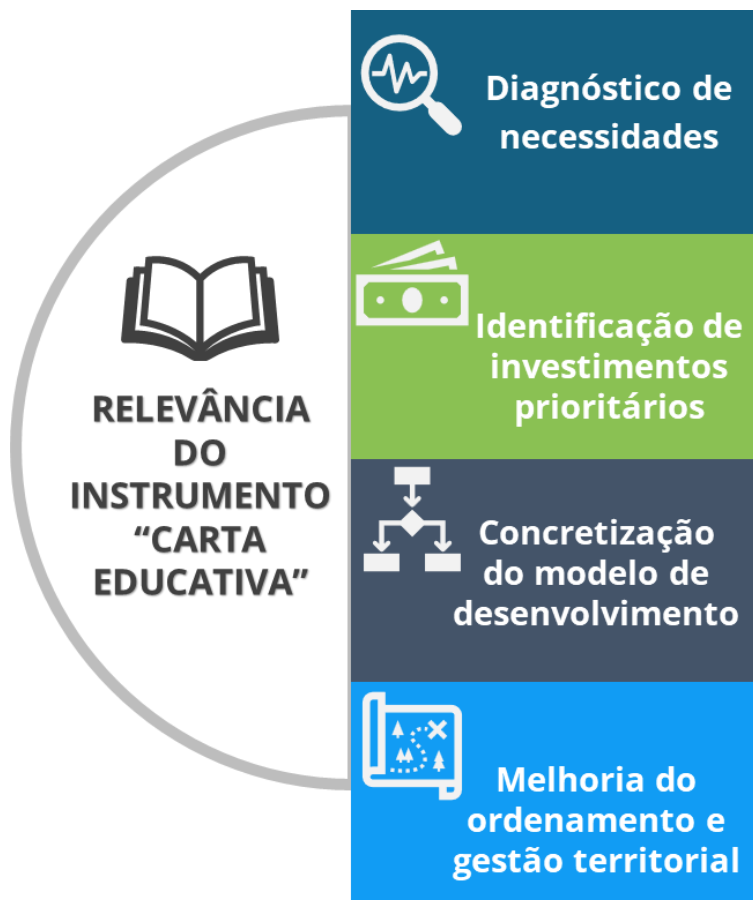 RELEVÂNCIA
DO
INSTRUMENTO
“CARTA
EDUCATIVA”
Diagnóstico de
necessidades
Identificação de
investimentos
prioritários
Concretização
do modelo de
desenvolvimento
Melhoria do
ordenamento e
gestão territorial